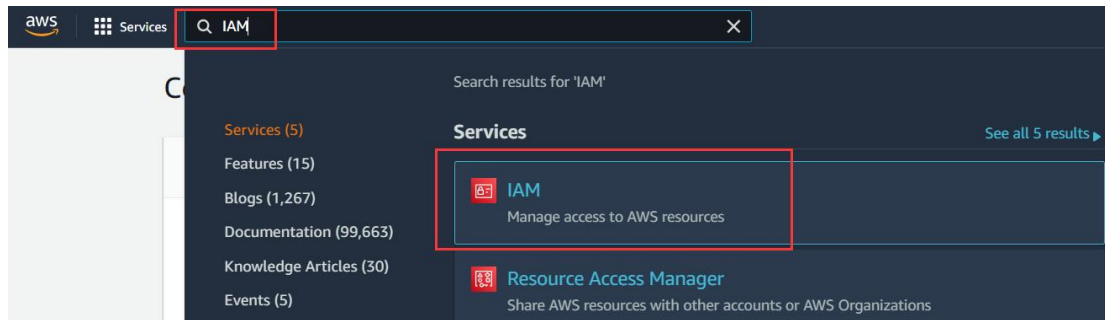 aws
Services
IAM
Search results for 'IAM'
Services (5)
Features (15)
Blogs (1,267)
Documentation (99,663)
Knowledge Articles (30)
Events (5)
Services
See all 5 results
IAM
Manage access to AWS resources
Resource Access Manager
Share AWS resources with other accounts or AWS Organizations